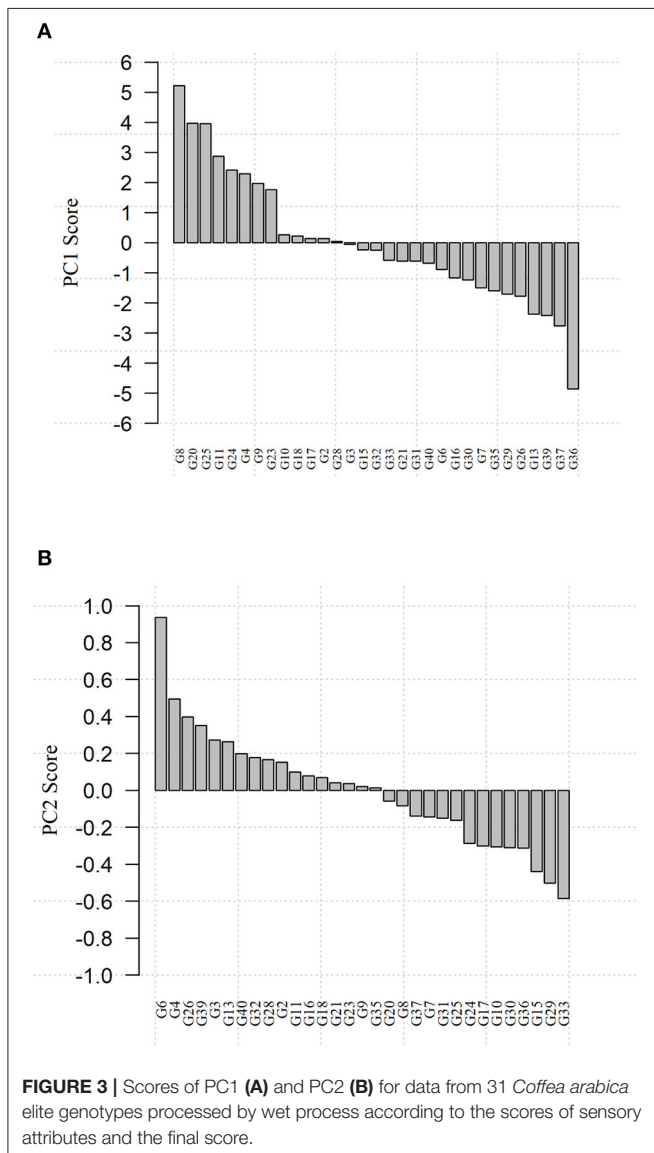 A
6
5
4
3
2
1
0
-1
-2
-3
-4
-5
-6
PC1 Score
G8 G20 G25 G11 G24 G4 G9 G23 G10 G18 G17 G2 G28 G3 G15 G32 G33 G21 G31 G40 G6 G16 G30 G7 G35 G29 G26 G13 G39 G37 G36
B
1.0
0.8
0.6
0.4
0.2
0.0
-0.2
-0.4
-0.6
-0.8
-1.0
PC2 Score
G6 G4 G26 G39 G3 G13 G40 G32 G28 G2 G11 G16 G18 G21 G23 G9 G35 G20 G8 G37 G7 G31 G25 G24 G17 G10 G30 G36 G15 G29 G33
FIGURE 3 | Scores of PC1 (A) and PC2 (B) for data from 31 Coffea arabica
elite genotypes processed by wet process according to the scores of sensory
attributes and the final score.